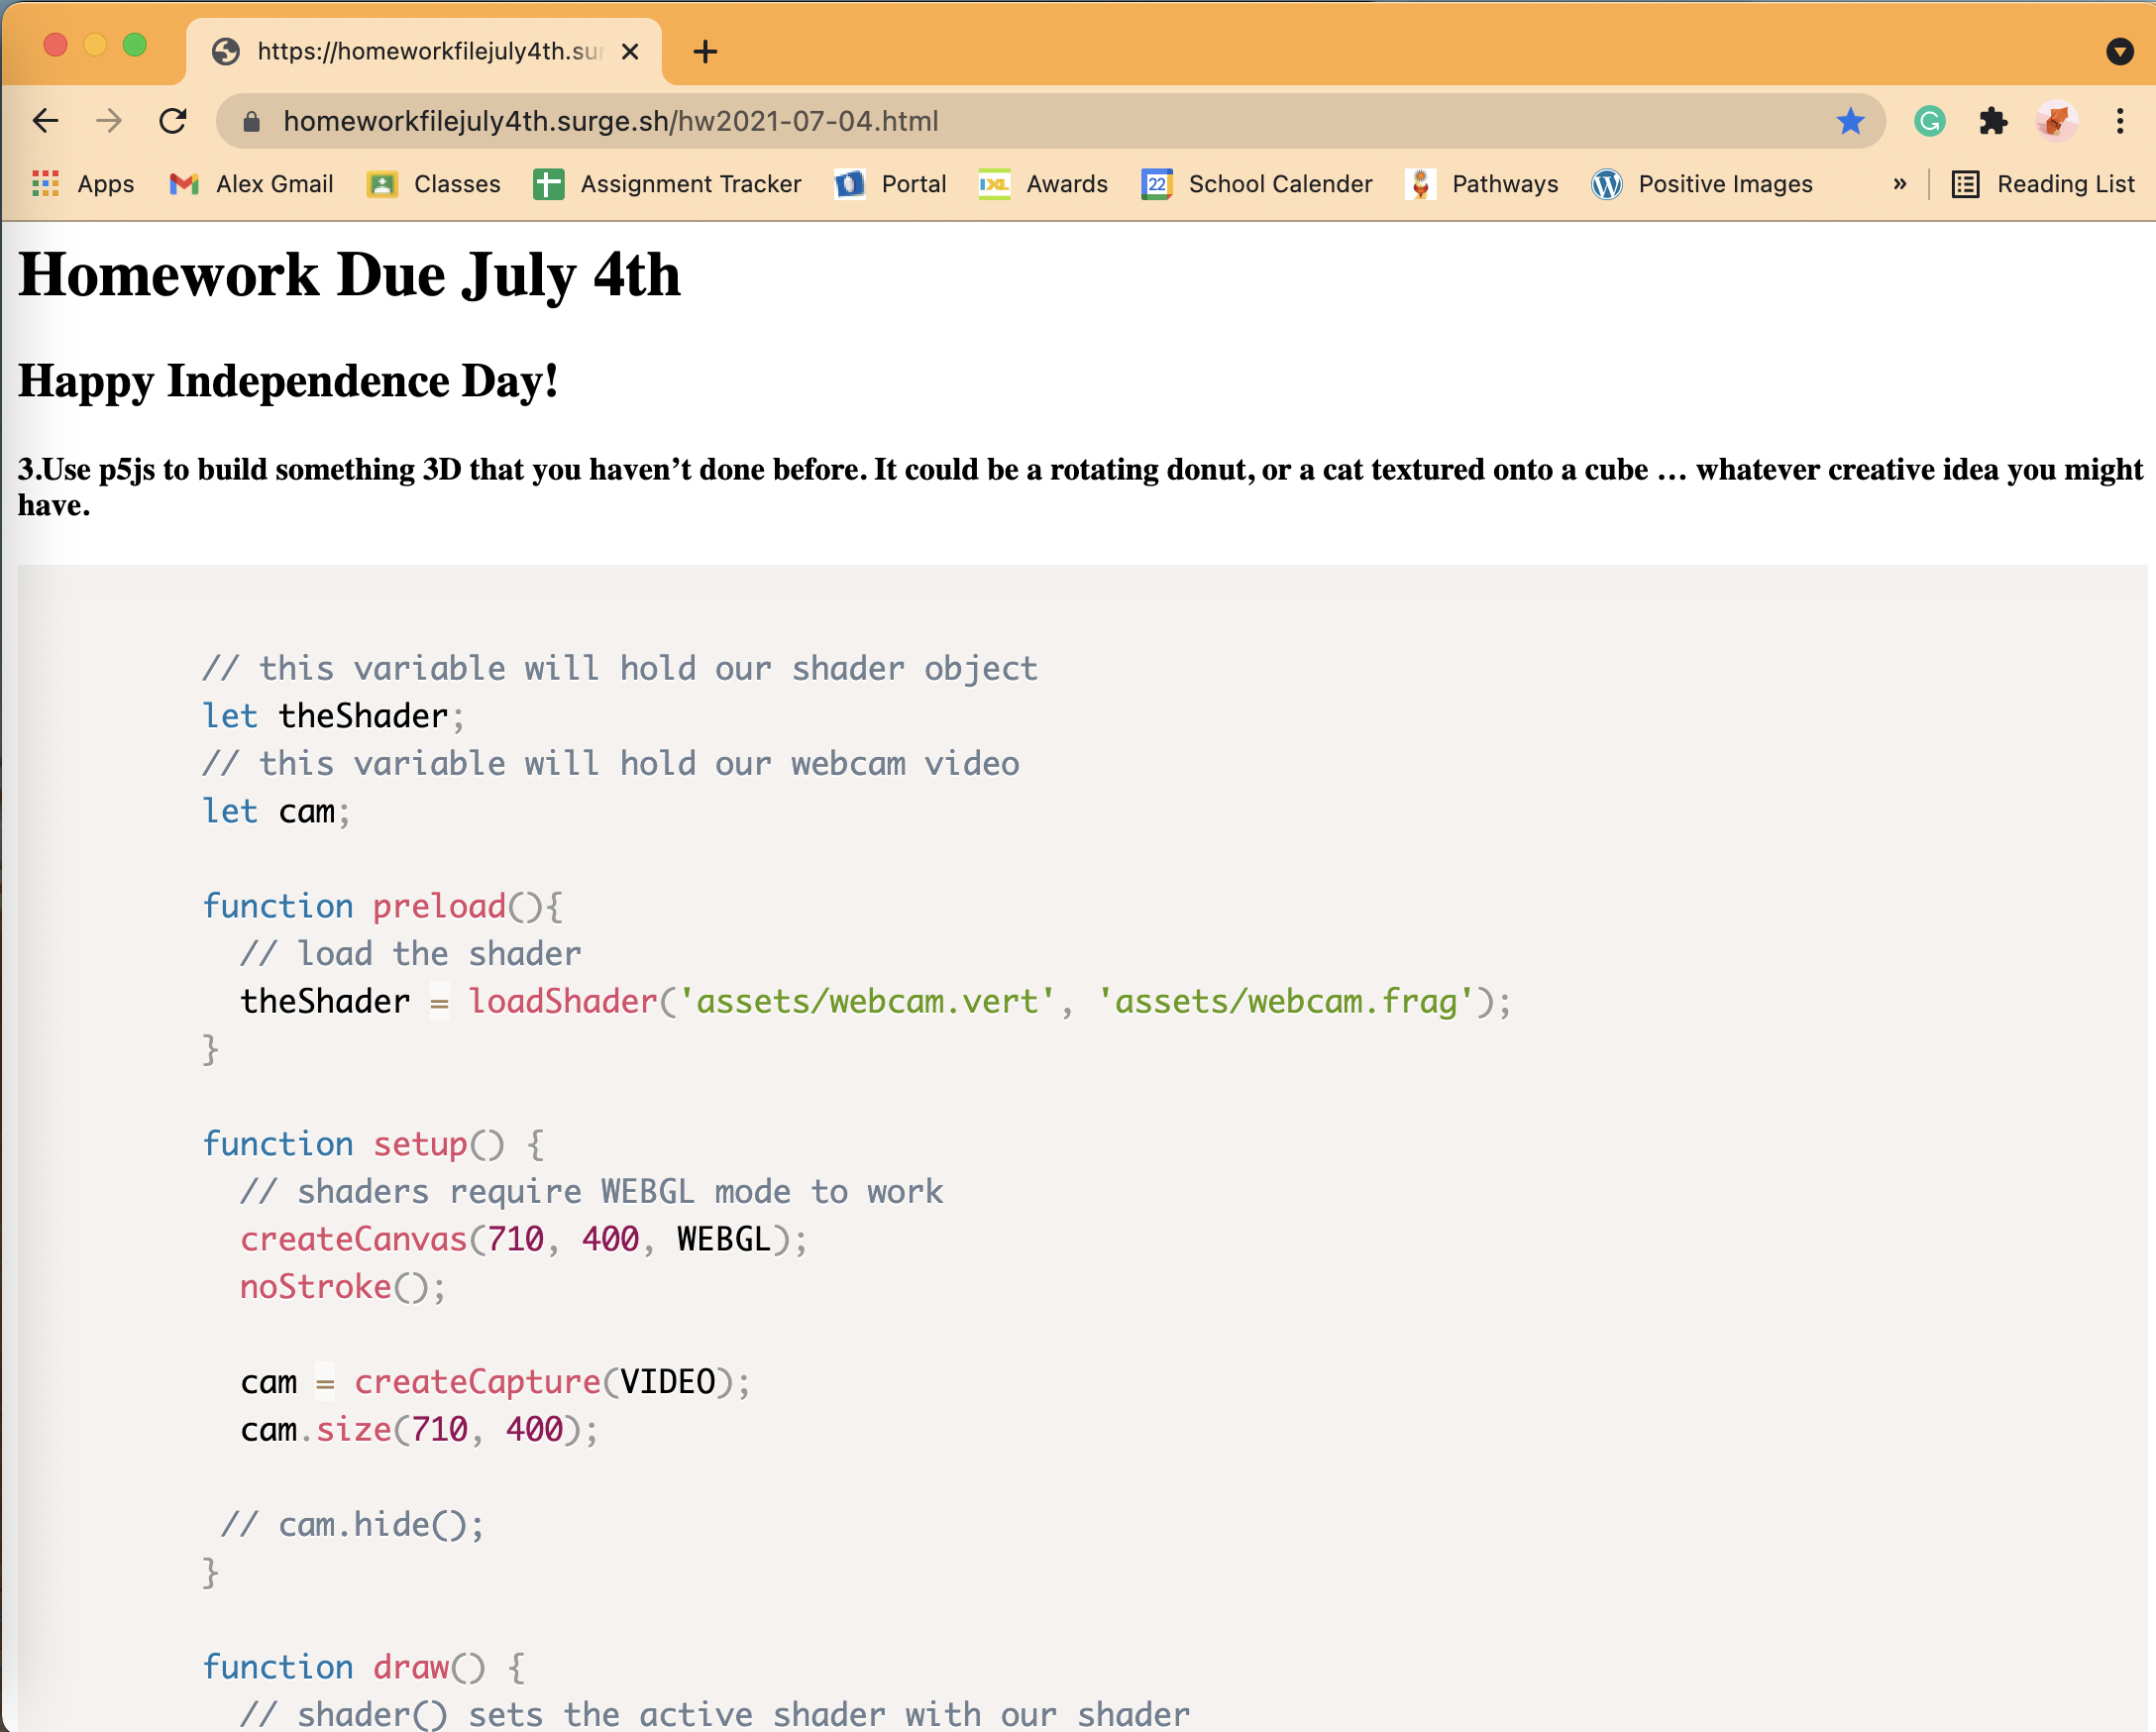 https://homeworkfilejuly4th.sur
homeworkfilejuly4th.surge.sh/hw2021-07-04.html
Apps Alex Gmail Classes Assignment Tracker Portal IXL Awards 22 School Calender Pathways Positive Images » Reading List
Homework Due July 4th
Happy Independence Day!
3.Use p5js to build something 3D that you haven’t done before. It could be a rotating donut, or a cat textured onto a cube … whatever creative idea you might
have.
// this variable will hold our shader object
let theShader;
// this variable will hold our webcam video
let cam;
function preload(){
// load the shader
theShader = loadShader('assets/webcam.vert', 'assets/webcam.frag');
}
function setup() {
// shaders require WEBGL mode to work
createCanvas(710, 400, WEBGL);
noStroke();
cam = createCapture(VIDEO);
cam.size(710, 400);
// cam.hide();
}
function draw() {
// shader() sets the active shader with our shader